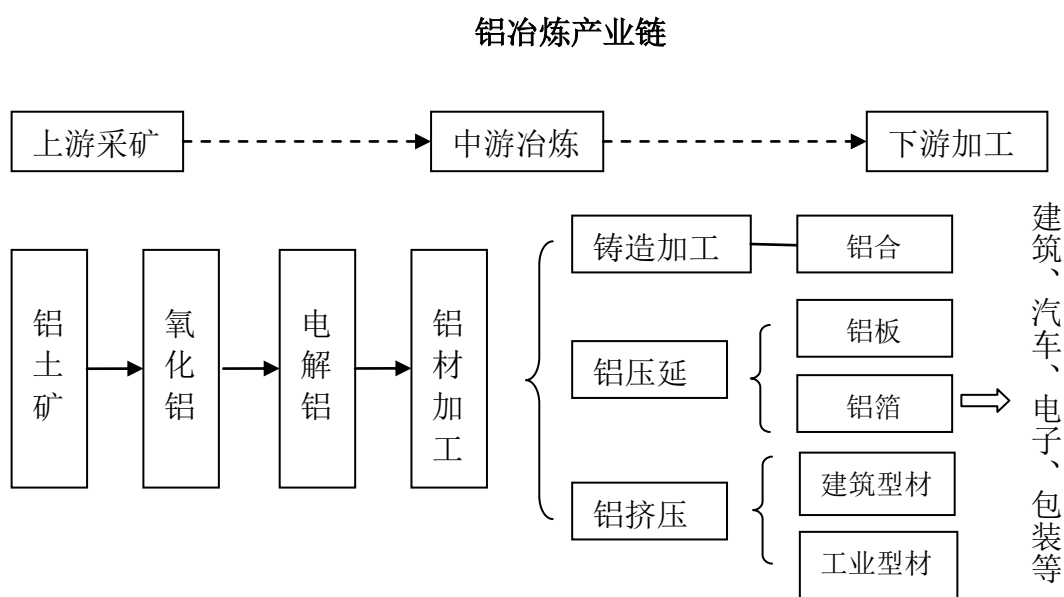 铝冶炼产业链
上游采矿
中游冶炼
下游加工
铝土矿
氧化铝
电解铝
铝材加工
铸造加工
铝合
铝压延
铝板
铝箔
铝挤压
建筑型材
工业型材
建筑、汽车、电子、包装等